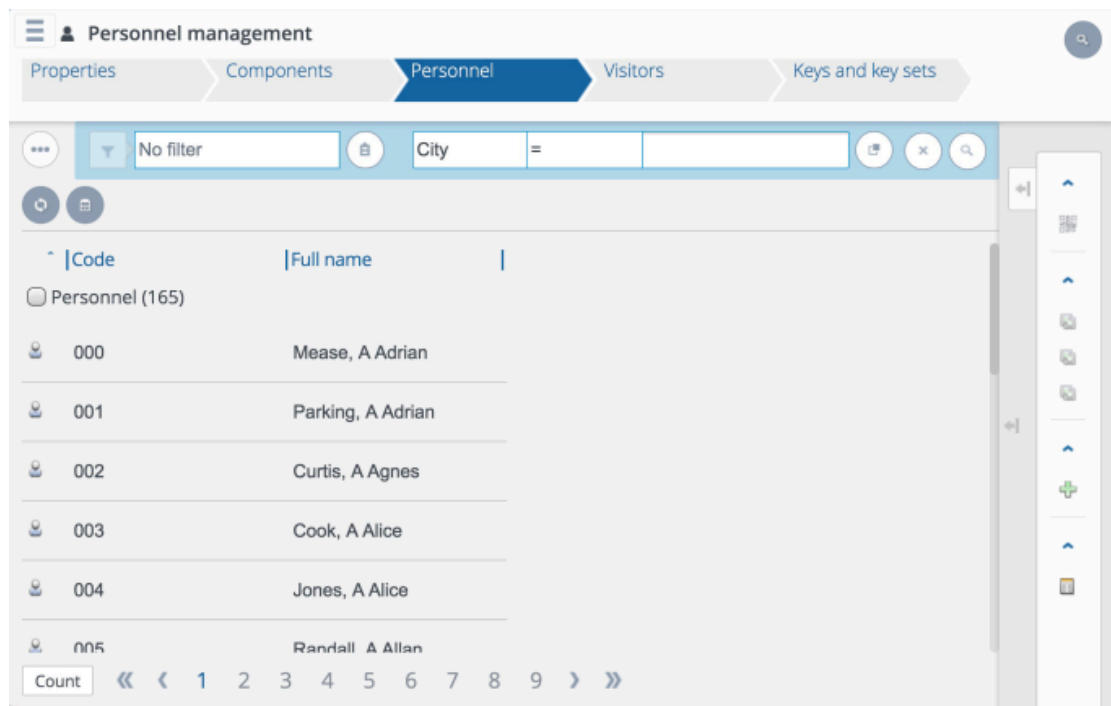 Personnel management
Properties Components Personnel Visitors Keys and key sets
No filter City =
Code Full name
Personnel (165)
000 Mease, A Adrian
001 Parking, A Adrian
002 Curtis, A Agnes
003 Cook, A Alice
004 Jones, A Alice
005 Randall, A Allan
Count 1 2 3 4 5 6 7 8 9